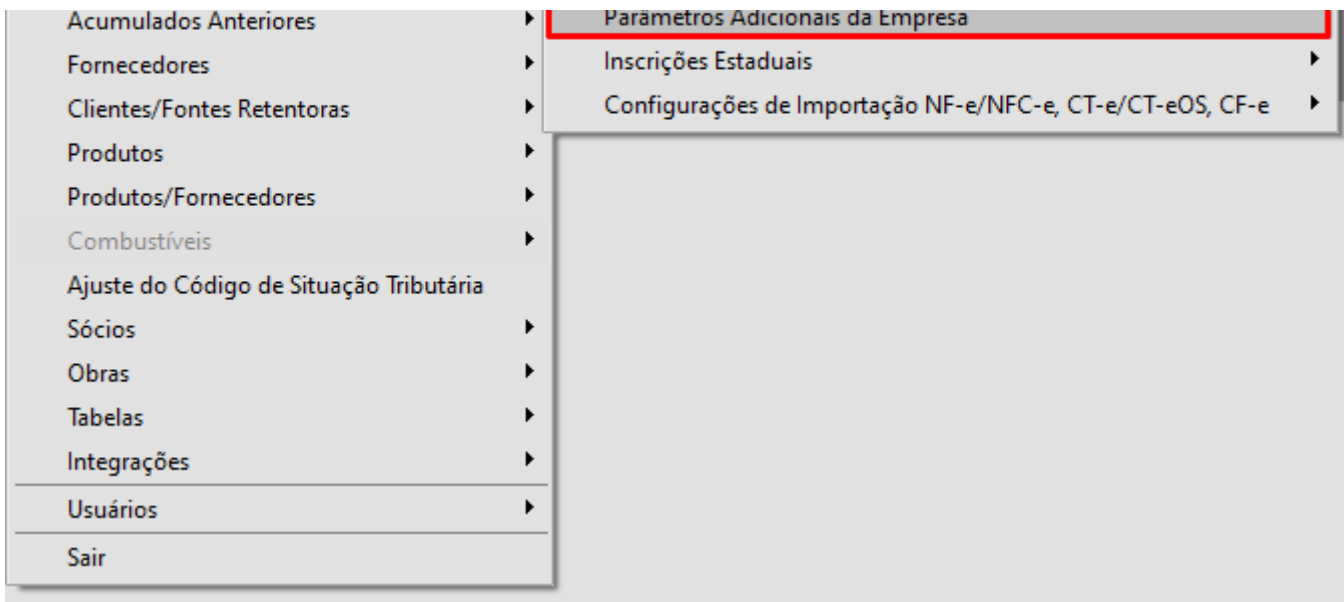 Acumulados Anteriores
Fornecedores
Clientes/Fontes Retentoras
Produtos
Produtos/Fornecedores
Combustíveis
Ajuste do Código de Situação Tributária
Sócios
Obras
Tabelas
Integrações
Usuários
Sair
Parâmetros Adicionais da Empresa
Inscrições Estaduais
Configurações de Importação NF-e/NFC-e, CT-e/CT-eOS, CF-e